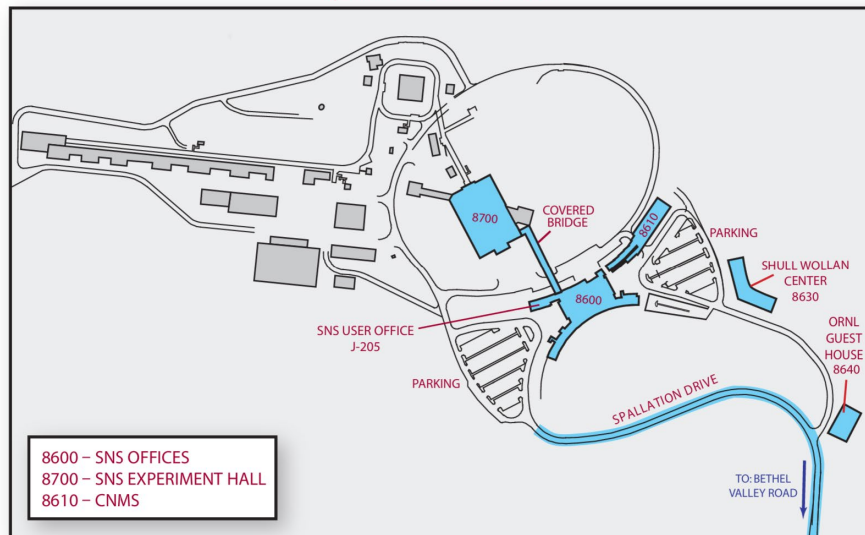 8700
COVERED
BRIDGE
8610
PARKING
SHULL WOLLAN
CENTER
8630
8600
SNS USER OFFICE
J-205
ORNL
GUEST
HOUSE
8640
PARKING
SPALLATION DRIVE
TO: BETHEL
VALLEY ROAD
8600 – SNS OFFICES
8700 – SNS EXPERIMENT HALL
8610 – CNMS